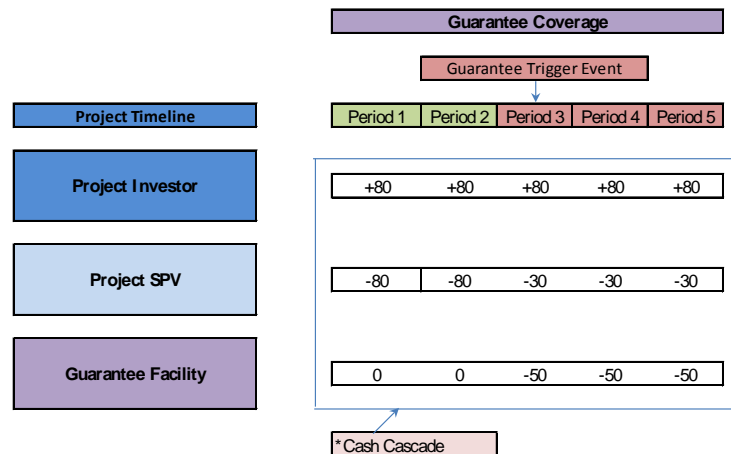 Guarantee Coverage
Guarantee Trigger Event
Project Timeline Period 1 Period 2 Period 3 Period 4 Period 5
Project Investor +80 +80 +80 +80 +80
Project SPV -80 -80 -30 -30 -30
Guarantee Facility 0 0 -50 -50 -50
*Cash Cascade